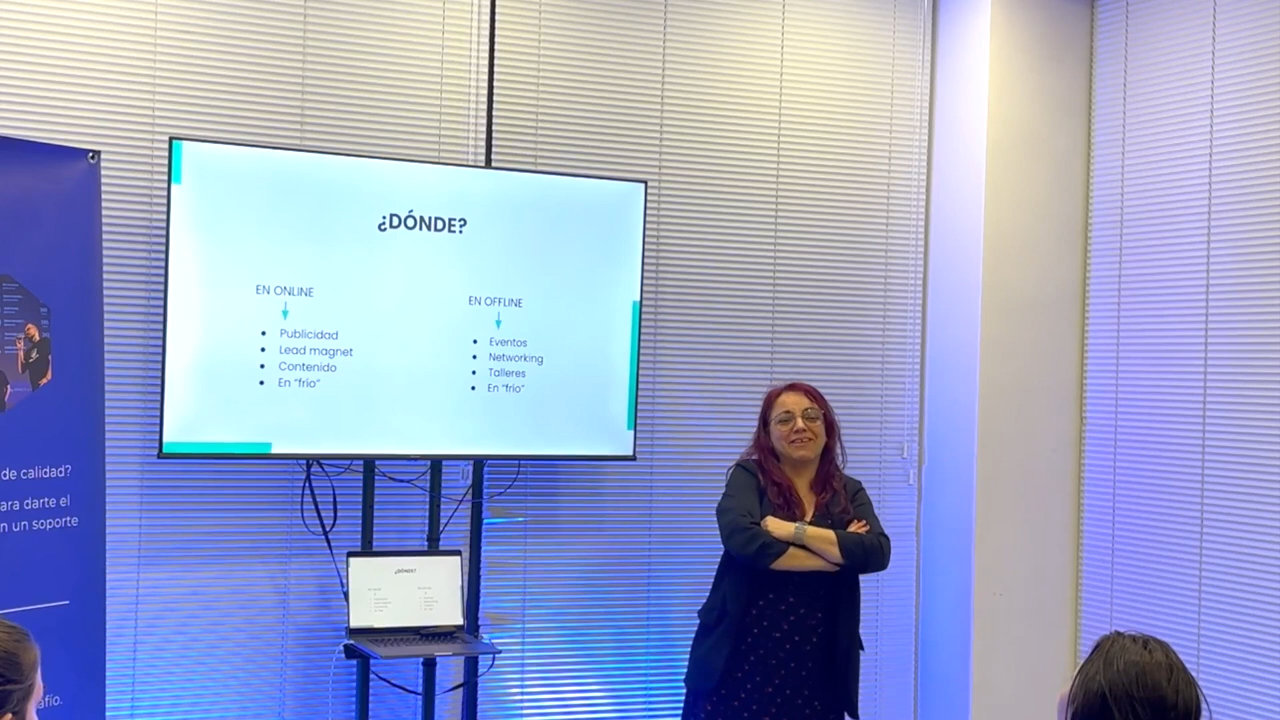 ¿DÓNDE?
EN ONLINE
Publicidad
Lead magnet
Contenido
En “frío”
EN OFFLINE
Eventos
Networking
Talleres
En “frío”
de calidad?
ara darte el
n un soporte
afío.
¿DÓNDE?